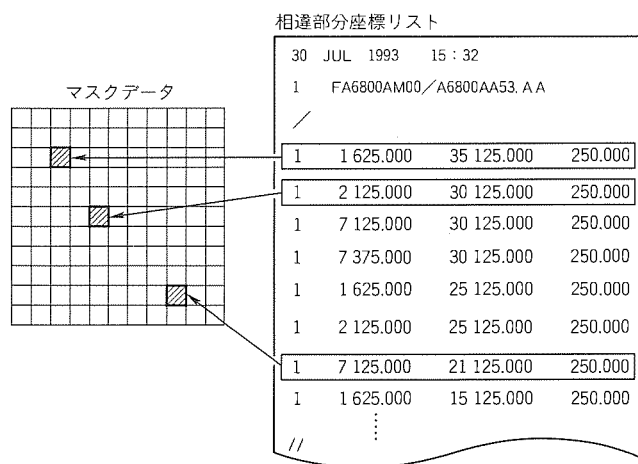 相違部分座標リスト
マスクデータ
30 JUL 1993 15:32
1 FA6800AM00/A6800AA53.AA
/
1 1 625.000 35 125.000 250.000
1 2 125.000 30 125.000 250.000
1 7 125.000 30 125.000 250.000
1 7 375.000 30 125.000 250.000
1 1 625.000 25 125.000 250.000
1 2 125.000 25 125.000 250.000
1 7 125.000 21 125.000 250.000
1 1 625.000 15 125.000 250.000
⋮
//